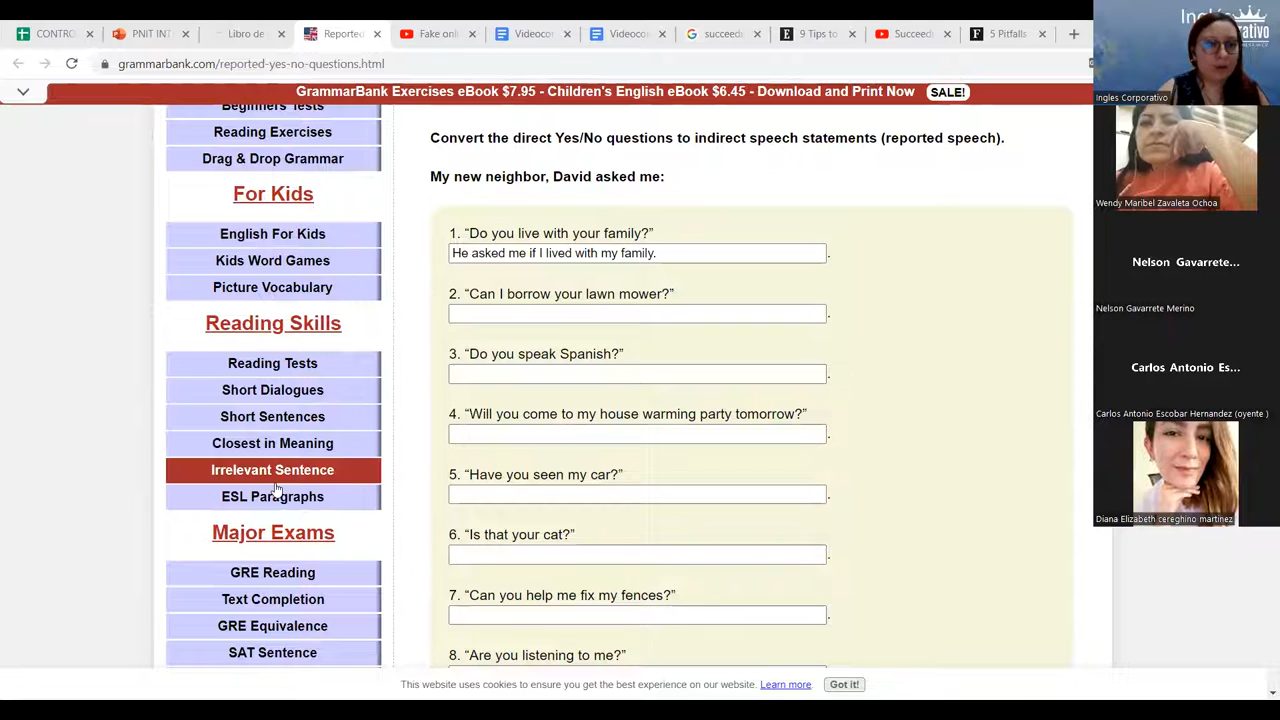 CONTRO
PNIT INT
Libro de
Reported
Fake onl
Videocor
Videocor
succeedi
9 Tips to
Succeedi
5 Pitfalls
grammarbank.com/reported-yes-no-questions.html
GrammarBank Exercises eBook $7.95 - Children's English eBook $6.45 - Download and Print Now SALE!
Beginners Tests
Reading Exercises
Drag & Drop Grammar
For Kids
English For Kids
Kids Word Games
Picture Vocabulary
Reading Skills
Reading Tests
Short Dialogues
Short Sentences
Closest in Meaning
Irrelevant Sentence
ESL Paragraphs
Major Exams
GRE Reading
Text Completion
GRE Equivalence
SAT Sentence
Convert the direct Yes/No questions to indirect speech statements (reported speech).
My new neighbor, David asked me:
1. “Do you live with your family?”
He asked me if I lived with my family. .
2. “Can I borrow your lawn mower?”
.
3. “Do you speak Spanish?”
.
4. “Will you come to my house warming party tomorrow?”
.
5. “Have you seen my car?”
.
6. “Is that your cat?”
.
7. “Can you help me fix my fences?”
.
8. “Are you listening to me?”
This website uses cookies to ensure you get the best experience on our website. Learn more. Got it!
Ingles Corporativo
Wendy Maribel Zavaleta Ochoa
Nelson Gavarrete...
Nelson Gavarrete Merino
Carlos Antonio Es...
Carlos Antonio Escobar Hernandez (oyente )
Diana Elizabeth cereghino martinez